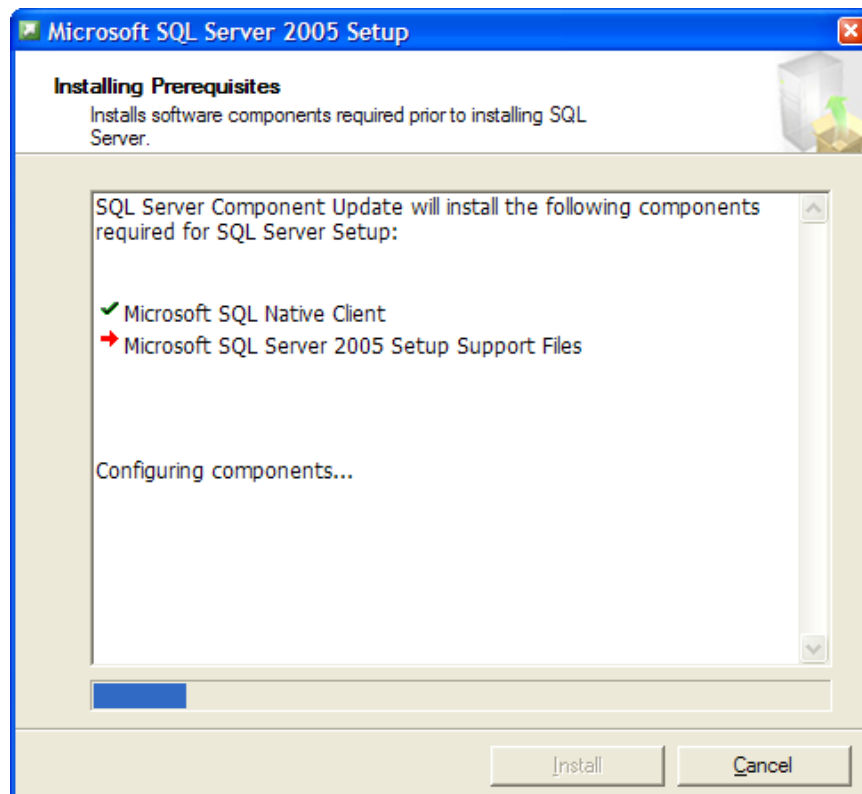 Microsoft SQL Server 2005 Setup
Installing Prerequisites
Installs software components required prior to installing SQL
Server.
SQL Server Component Update will install the following components
required for SQL Server Setup:
Microsoft SQL Native Client
Microsoft SQL Server 2005 Setup Support Files
Configuring components...
Install
Cancel